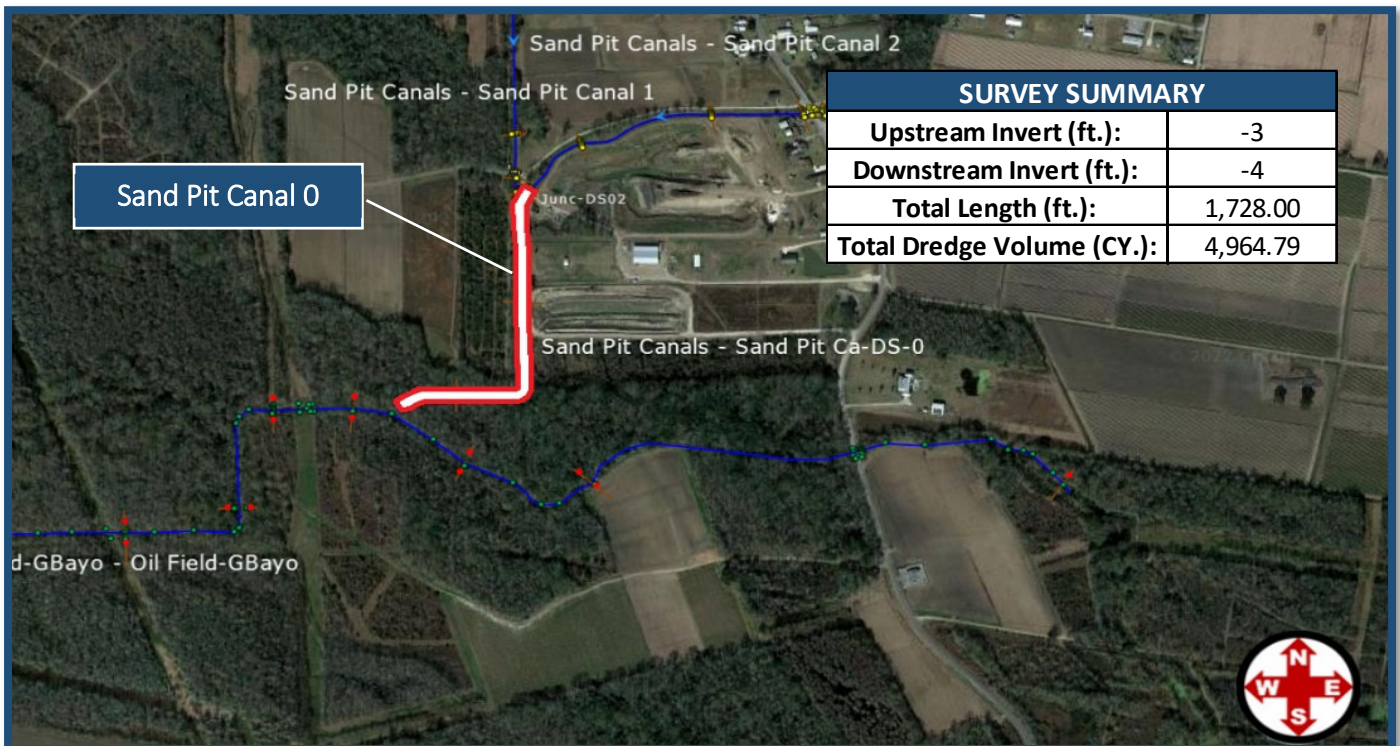 Sand Pit Canals - Sand Pit Canal 2
Sand Pit Canals - Sand Pit Canal 1
SURVEY SUMMARY
Upstream Invert (ft.): -3
Downstream Invert (ft.): -4
Total Length (ft.): 1,728.00
Total Dredge Volume (CY.): 4,964.79
Sand Pit Canal 0
Junc-DS02
Sand Pit Canals - Sand Pit Ca-DS-0
d-GBayo - Oil Field-GBayo
N
W E
S